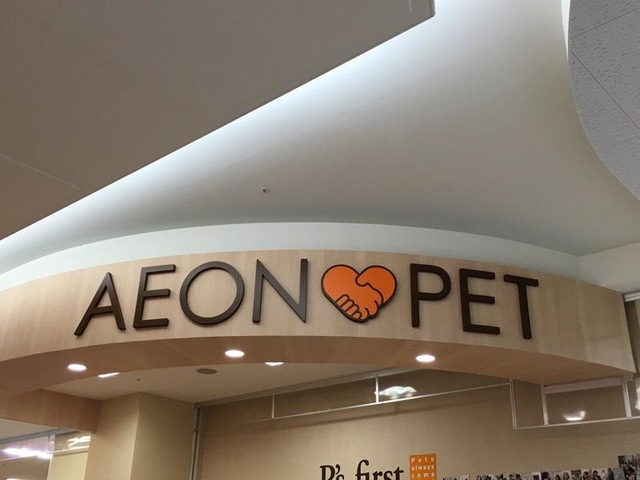 AEON PET
P's first
Pets
always
come